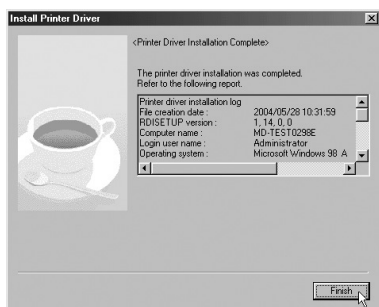 Install Printer Driver
<Printer Driver Installation Complete>
The printer driver installation was completed.
Refer to the following report.
Printer driver installation log
File creation date : 2004/05/28 10:31:59
RDISETUP version : 1, 14, 0, 0
Computer name : MD-TEST0298E
Login user name : Administrator
Operating system : Microsoft Windows 98 A
Finish